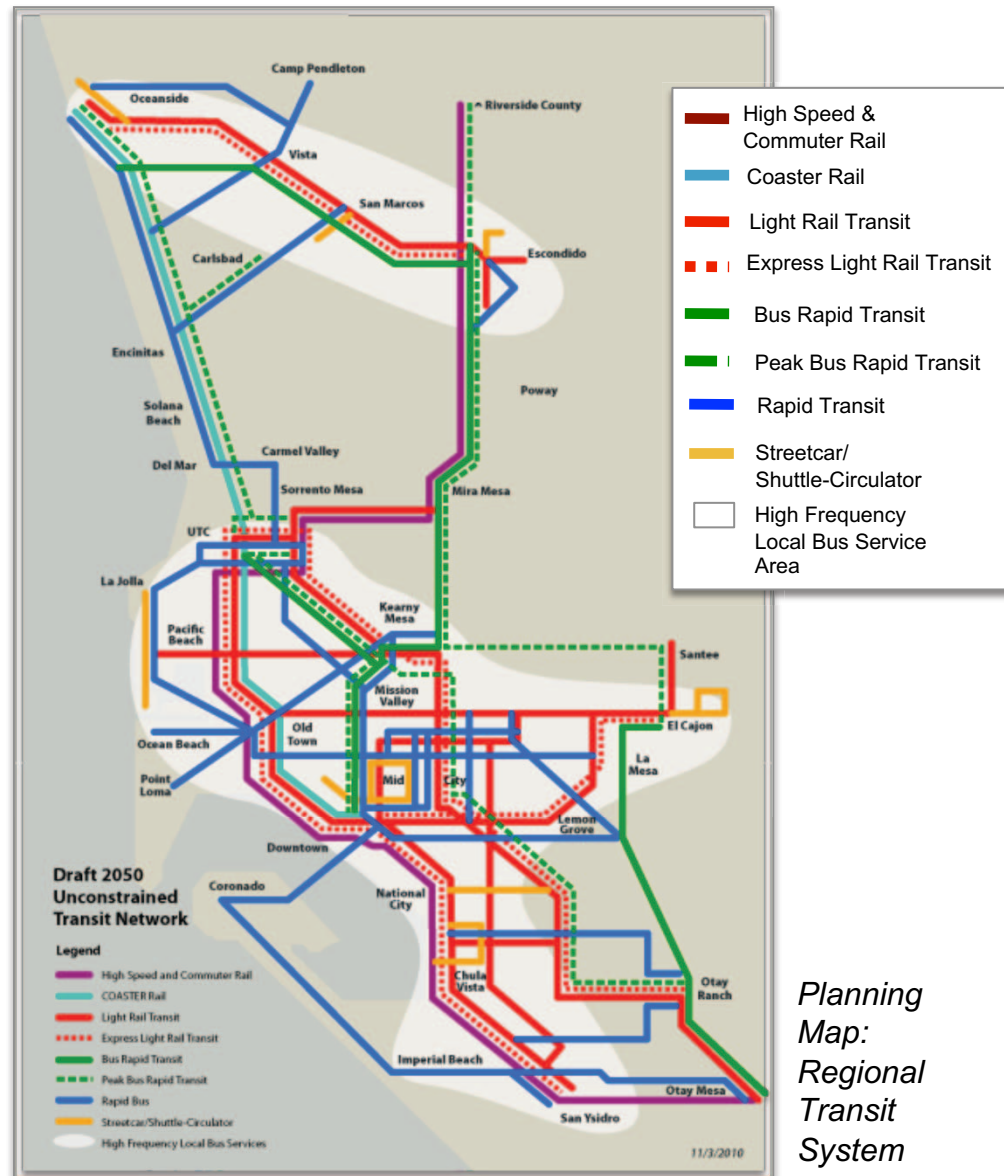 Camp Pendleton
Oceanside
^ Riverside County
Vista
San Marcos
Carlsbad
Escondido
Encinitas
Poway
Solana
Beach
Carmel Valley
Del Mar
Sorrento Mesa
Mira Mesa
UTC
La Jolla
Kearny
Mesa
Pacific
Beach
Santee
Mission
Valley
Old
Town
El Cajon
Ocean Beach
La
Mesa
Point
Loma
Mid
City
Lemon
Grove
Downtown
Coronado
National
City
Chula
Vista
Otay
Ranch
Imperial Beach
Otay Mesa
San Ysidro
Draft 2050
Unconstrained
Transit Network
Legend
High Speed and Commuter Rail
COASTER Rail
Light Rail Transit
Express Light Rail Transit
Bus Rapid Transit
Peak Bus Rapid Transit
Rapid Bus
Streetcar/Shuttle-Circulator
High Frequency Local Bus Services
11/3/2010
High Speed &
Commuter Rail
Coaster Rail
Light Rail Transit
Express Light Rail Transit
Bus Rapid Transit
Peak Bus Rapid Transit
Rapid Transit
Streetcar/
Shuttle-Circulator
High Frequency
Local Bus Service
Area
Planning
Map:
Regional
Transit
System